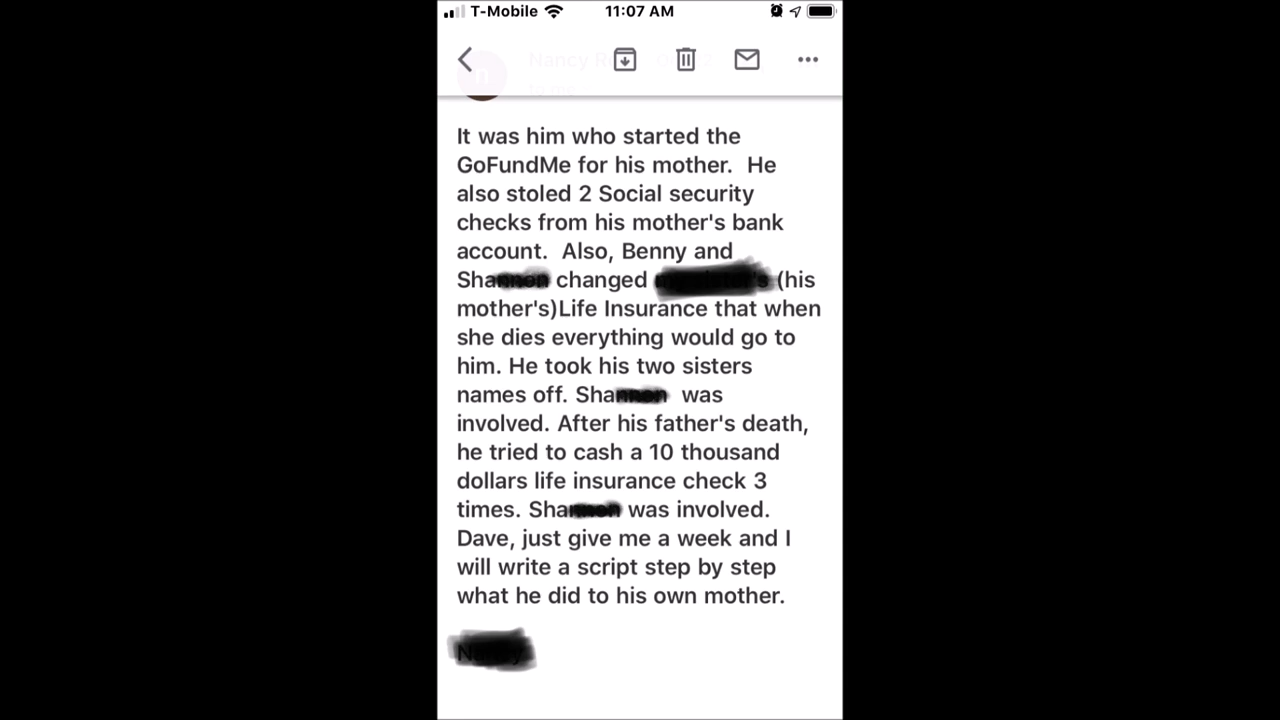 T-Mobile 11:07 AM
It was him who started the
GoFundMe for his mother. He
also stoled 2 Social security
checks from his mother's bank
account. Also, Benny and
Sha changed (his
mother's)Life Insurance that when
she dies everything would go to
him. He took his two sisters
names off. Sha was
involved. After his father's death,
he tried to cash a 10 thousand
dollars life insurance check 3
times. Sha was involved.
Dave, just give me a week and I
will write a script step by step
what he did to his own mother.